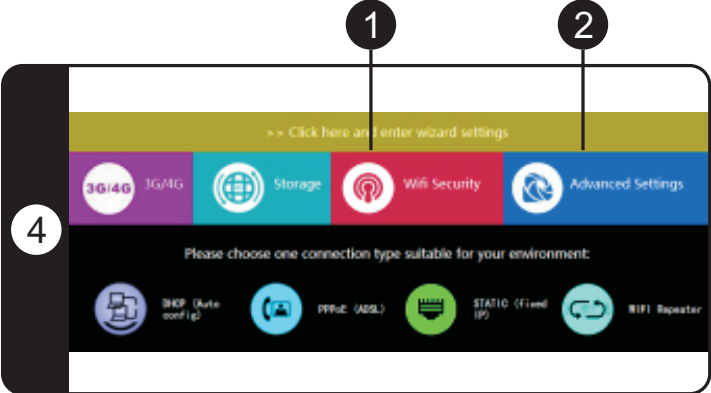 1 2
>> Click here and enter wizard settings
3G/4G 3G/4G Storage Wifi Security Advanced Settings
4
Please choose one connection type suitable for your environment:
DHCP (Auto config) PPPoE (ADSL) STATIC (fixed IP) WIFI Repeater